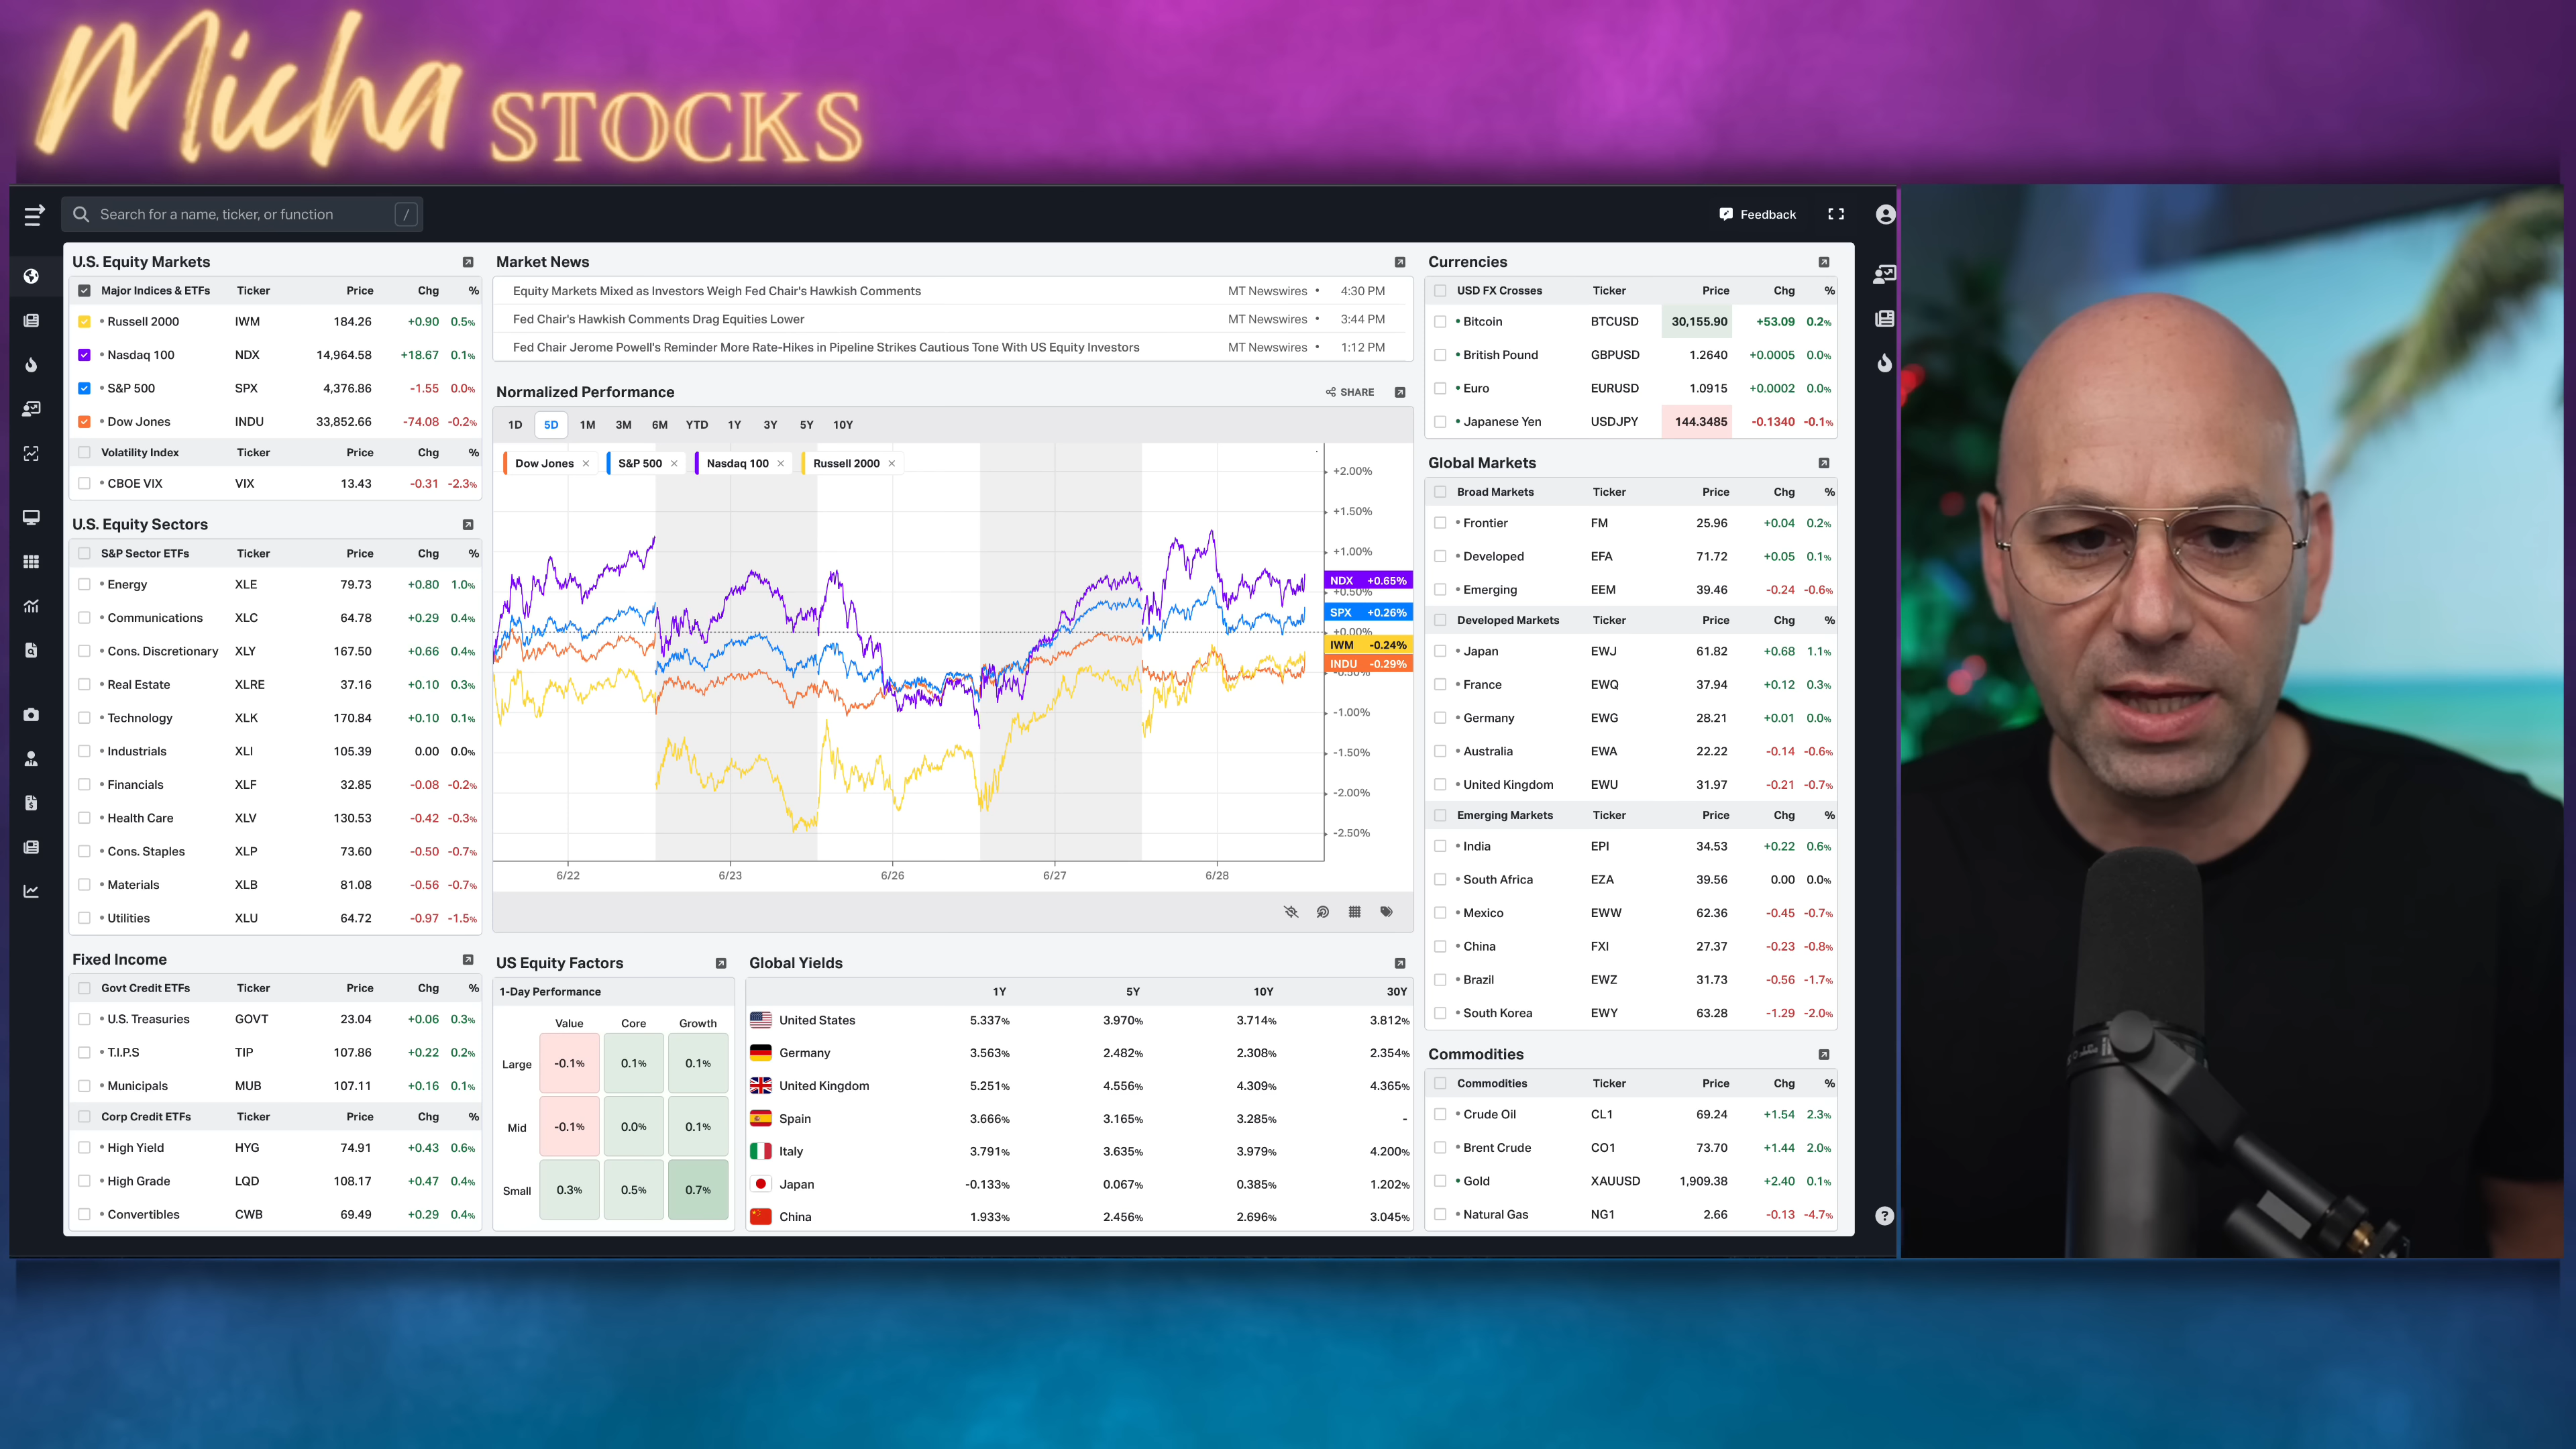 Micha STOCKS
Search for a name, ticker, or function /
Feedback
U.S. Equity Markets
Major Indices & ETFs Ticker Price Chg %
Russell 2000 IWM 184.26 +0.90 0.5%
Nasdaq 100 NDX 14,964.58 +18.67 0.1%
S&P 500 SPX 4,376.86 -1.55 0.0%
Dow Jones INDU 33,852.66 -74.08 -0.2%
Volatility Index Ticker Price Chg %
CBOE VIX VIX 13.43 -0.31 -2.3%
U.S. Equity Sectors
S&P Sector ETFs Ticker Price Chg %
Energy XLE 79.73 +0.80 1.0%
Communications XLC 64.78 +0.29 0.4%
Cons. Discretionary XLY 167.50 +0.66 0.4%
Real Estate XLRE 37.16 +0.10 0.3%
Technology XLK 170.84 +0.10 0.1%
Industrials XLI 105.39 0.00 0.0%
Financials XLF 32.85 -0.08 -0.2%
Health Care XLV 130.53 -0.42 -0.3%
Cons. Staples XLP 73.60 -0.50 -0.7%
Materials XLB 81.08 -0.56 -0.7%
Utilities XLU 64.72 -0.97 -1.5%
Fixed Income
Govt Credit ETFs Ticker Price Chg %
U.S. Treasuries GOVT 23.04 +0.06 0.3%
T.I.P.S TIP 107.86 +0.22 0.2%
Municipals MUB 107.11 +0.16 0.1%
Corp Credit ETFs Ticker Price Chg %
High Yield HYG 74.91 +0.43 0.6%
High Grade LQD 108.17 +0.47 0.4%
Convertibles CWB 69.49 +0.29 0.4%
Market News
Equity Markets Mixed as Investors Weigh Fed Chair's Hawkish Comments MT Newswires • 4:30 PM
Fed Chair's Hawkish Comments Drag Equities Lower MT Newswires • 3:44 PM
Fed Chair Jerome Powell's Reminder More Rate-Hikes in Pipeline Strikes Cautious Tone With US Equity Investors MT Newswires • 1:12 PM
Normalized Performance SHARE
1D 5D 1M 3M 6M YTD 1Y 3Y 5Y 10Y
Dow Jones × S&P 500 × Nasdaq 100 × Russell 2000 ×
+2.00%
+1.50%
+1.00%
NDX +0.65%
+0.50%
SPX +0.26%
+0.00%
IWM -0.24%
INDU -0.29%
-0.50%
-1.00%
-1.50%
-2.00%
-2.50%
6/22 6/23 6/26 6/27 6/28
US Equity Factors
1-Day Performance
Value Core Growth
Large -0.1% 0.1% 0.1%
Mid -0.1% 0.0% 0.1%
Small 0.3% 0.5% 0.7%
Global Yields
1Y 5Y 10Y 30Y
United States 5.337% 3.970% 3.714% 3.812%
Germany 3.563% 2.482% 2.308% 2.354%
United Kingdom 5.251% 4.556% 4.309% 4.365%
Spain 3.666% 3.165% 3.285% -
Italy 3.791% 3.635% 3.979% 4.200%
Japan -0.133% 0.067% 0.385% 1.202%
China 1.933% 2.456% 2.696% 3.045%
Currencies
USD FX Crosses Ticker Price Chg %
Bitcoin BTCUSD 30,155.90 +53.09 0.2%
British Pound GBPUSD 1.2640 +0.0005 0.0%
Euro EURUSD 1.0915 +0.0002 0.0%
Japanese Yen USDJPY 144.3485 -0.1340 -0.1%
Global Markets
Broad Markets Ticker Price Chg %
Frontier FM 25.96 +0.04 0.2%
Developed EFA 71.72 +0.05 0.1%
Emerging EEM 39.46 -0.24 -0.6%
Developed Markets Ticker Price Chg %
Japan EWJ 61.82 +0.68 1.1%
France EWQ 37.94 +0.12 0.3%
Germany EWG 28.21 +0.01 0.0%
Australia EWA 22.22 -0.14 -0.6%
United Kingdom EWU 31.97 -0.21 -0.7%
Emerging Markets Ticker Price Chg %
India EPI 34.53 +0.22 0.6%
South Africa EZA 39.56 0.00 0.0%
Mexico EWW 62.36 -0.45 -0.7%
China FXI 27.37 -0.23 -0.8%
Brazil EWZ 31.73 -0.56 -1.7%
South Korea EWY 63.28 -1.29 -2.0%
Commodities
Commodities Ticker Price Chg %
Crude Oil CL1 69.24 +1.54 2.3%
Brent Crude CO1 73.70 +1.44 2.0%
Gold XAUUSD 1,909.38 +2.40 0.1%
Natural Gas NG1 2.66 -0.13 -4.7%
?